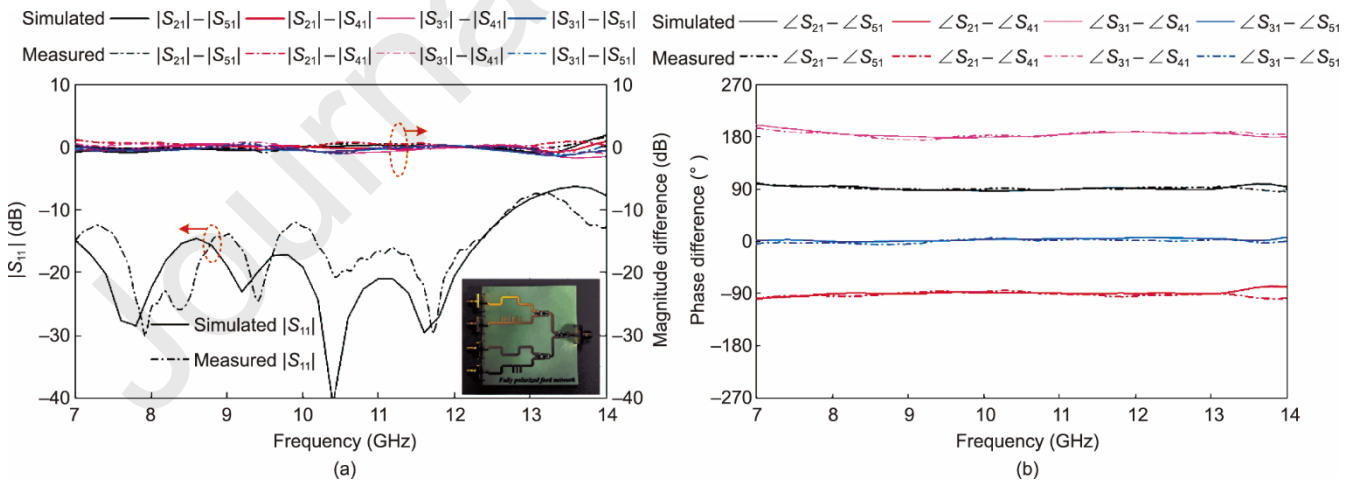 Simulated |S21|−|S51| |S21|−|S41| |S31|−|S41| |S31|−|S51|
Measured |S21|−|S51| |S21|−|S41| |S31|−|S41| |S31|−|S51|
10
0
−10
−20
−30
−40
|S11| (dB)
10
0
−10
−20
−30
−40
Magnitude difference (dB)
Simulated |S11|
Measured |S11|
Fully polarized feed network
7 8 9 10 11 12 13 14
Frequency (GHz)
(a)
Simulated ∠S21−∠S51 ∠S21−∠S41 ∠S31−∠S41 ∠S31−∠S51
Measured ∠S21−∠S51 ∠S21−∠S41 ∠S31−∠S41 ∠S31−∠S51
270
180
90
0
−90
-180
-270
Phase difference (°)
7 8 9 10 11 12 13 14
Frequency (GHz)
(b)
Journa